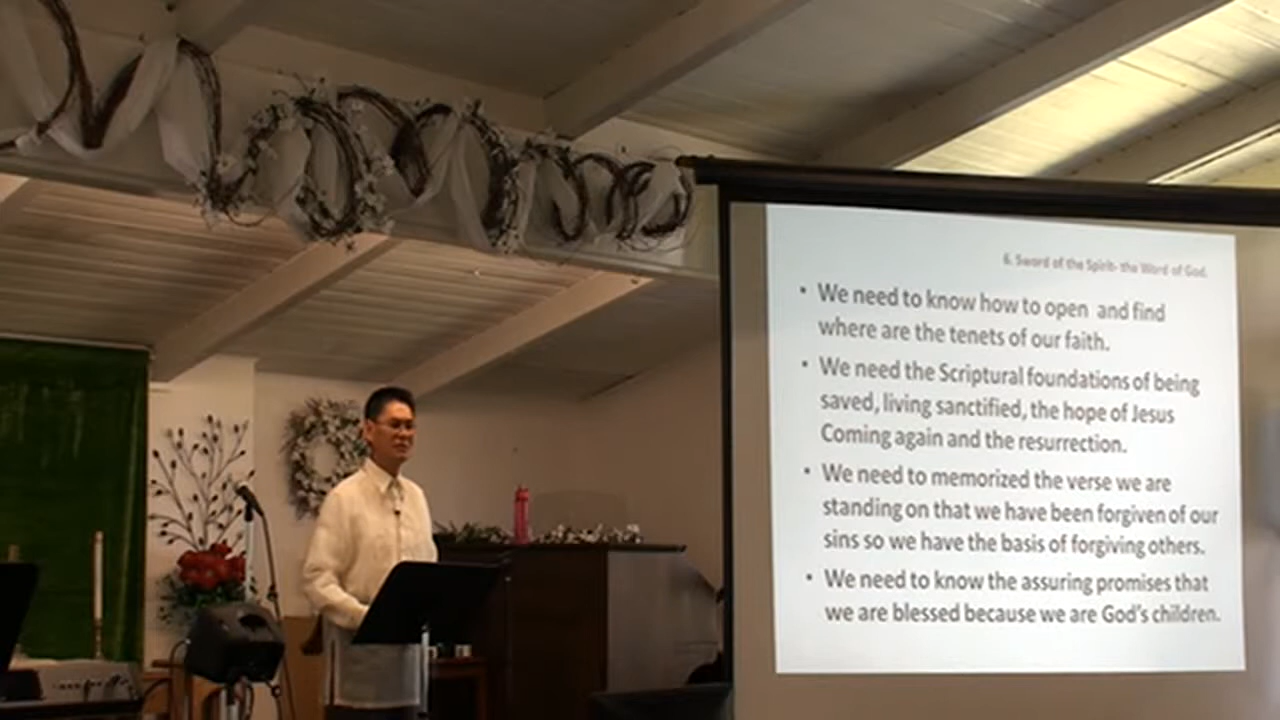 6. Sword of the Spirit- the Word of God.
• We need to know how to open and find
where are the tenets of our faith.
• We need the Scriptural foundations of being
saved, living sanctified, the hope of Jesus
Coming again and the resurrection.
• We need to memorized the verse we are
standing on that we have been forgiven of our
sins so we have the basis of forgiving others.
• We need to know the assuring promises that
we are blessed because we are God's children.